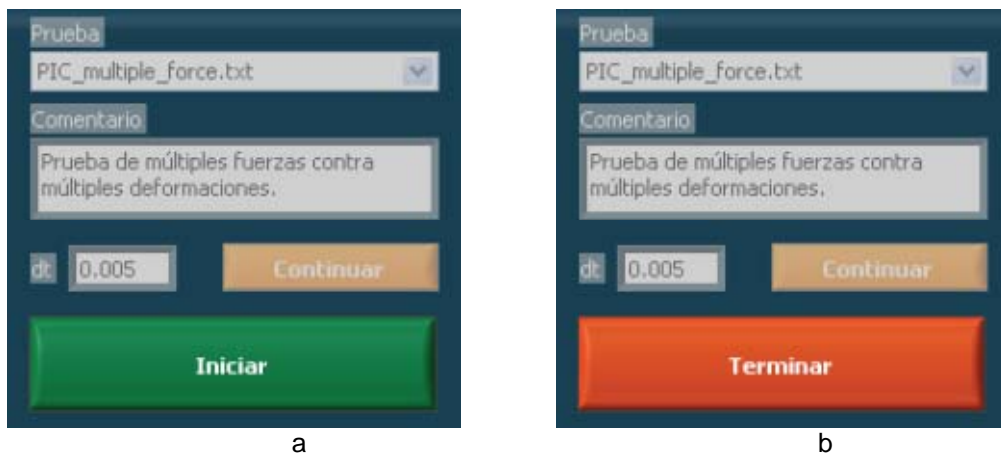 Prueba
PIC_multiple_force.txt
Comentario
Prueba de múltiples fuerzas contra
múltiples deformaciones.
dt 0.005 Continuar
Iniciar
a
Prueba
PIC_multiple_force.txt
Comentario
Prueba de múltiples fuerzas contra
múltiples deformaciones.
dt 0.005 Continuar
Terminar
b